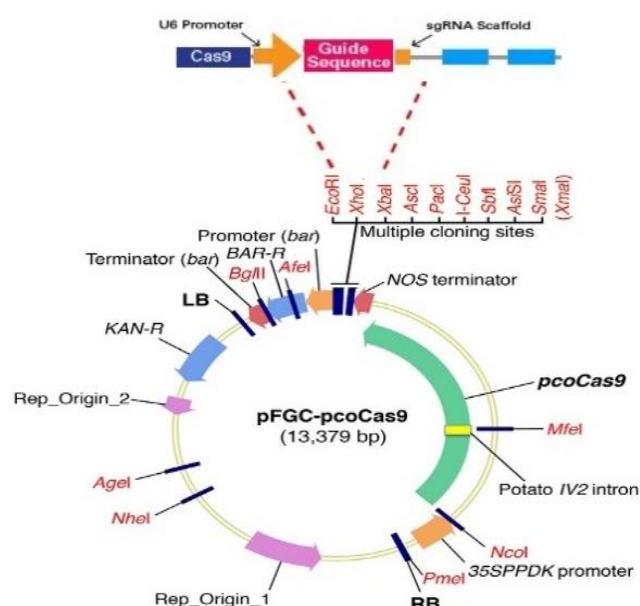 U6 Promoter
sgRNA Scaffold
Cas9
Guide
Sequence
EcoRI
XhoI
XbaI
AscI
PacI
I-CeuI
SbfI
AsiSI
SmaI
(XmaI)
Multiple cloning sites
Promoter (bar)
BAR-R
AfeI
Terminator (bar)
BglII
NOS terminator
LB
KAN-R
pcoCas9
Rep_Origin_2
pFGC-pcoCas9
(13,379 bp)
MfeI
AgeI
Potato IV2 intron
NheI
NcoI
35SPPDK promoter
PmeI
Rep_Origin_1
RB